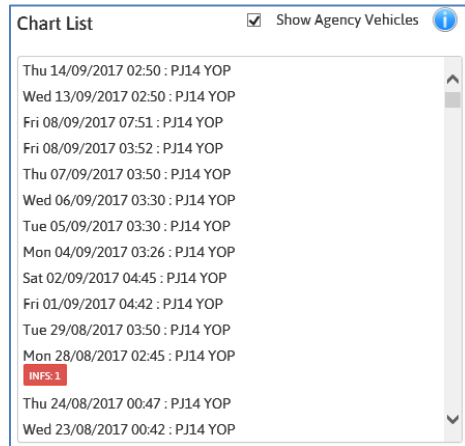 Chart List
Show Agency Vehicles
Thu 14/09/2017 02:50 : PJ14 YOP
Wed 13/09/2017 02:50 : PJ14 YOP
Fri 08/09/2017 07:51 : PJ14 YOP
Fri 08/09/2017 03:52 : PJ14 YOP
Thu 07/09/2017 03:50 : PJ14 YOP
Wed 06/09/2017 03:30 : PJ14 YOP
Tue 05/09/2017 03:30 : PJ14 YOP
Mon 04/09/2017 03:26 : PJ14 YOP
Sat 02/09/2017 04:45 : PJ14 YOP
Fri 01/09/2017 04:42 : PJ14 YOP
Tue 29/08/2017 03:50 : PJ14 YOP
Mon 28/08/2017 02:45 : PJ14 YOP
INFS: 1
Thu 24/08/2017 00:47 : PJ14 YOP
Wed 23/08/2017 00:42 : PJ14 YOP